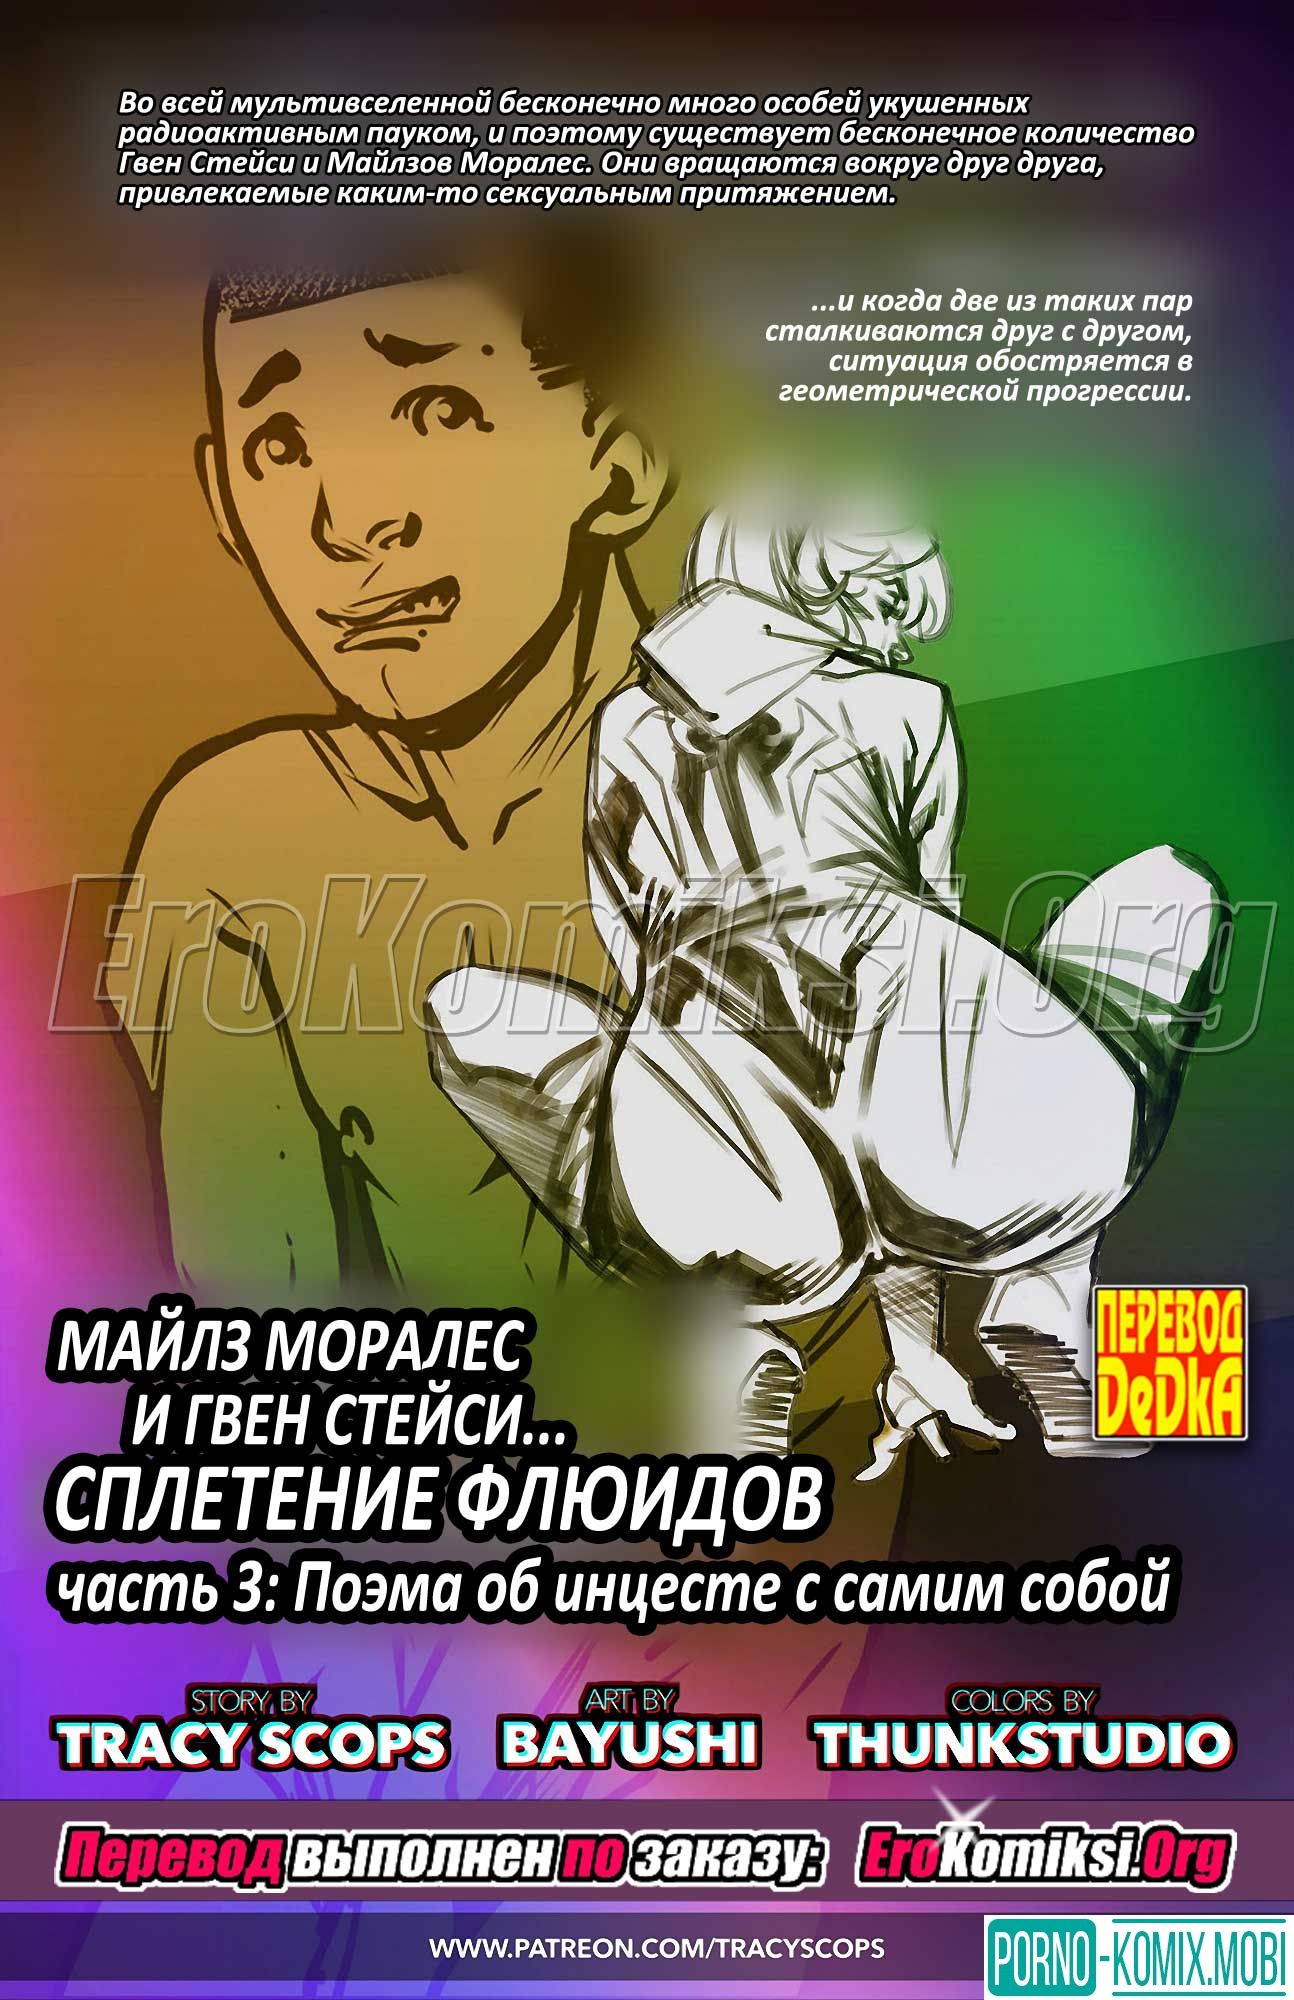 Во всей мультивселенной бесконечно много особей укушенных
радиоактивным пауком, и поэтому существует бесконечное количество
Гвен Стейси и Майлзов Моралес. Они вращаются вокруг друг друга,
привлекаемые каким-то сексуальным притяжением.
...и когда две из таких пар
сталкиваются друг с другом,
ситуация обостряется в
геометрической прогрессии.
EroKomiksi.Org
МАЙЛЗ МОРАЛЕС
И ГВЕН СТЕЙСИ...
СПЛЕТЕНИЕ ФЛЮИДОВ
часть 3: Поэма об инцесте с самим собой
ПЕРЕВОД
DeDkA
STORY BY
TRACY SCOPS
ART BY
BAYUSHI
COLORS BY
THUNKSTUDIO
Перевод выполнен по заказу: EroKomiksi.Org
WWW.PATREON.COM/TRACYSCOPS
PORNO-KOMIX.MOBI